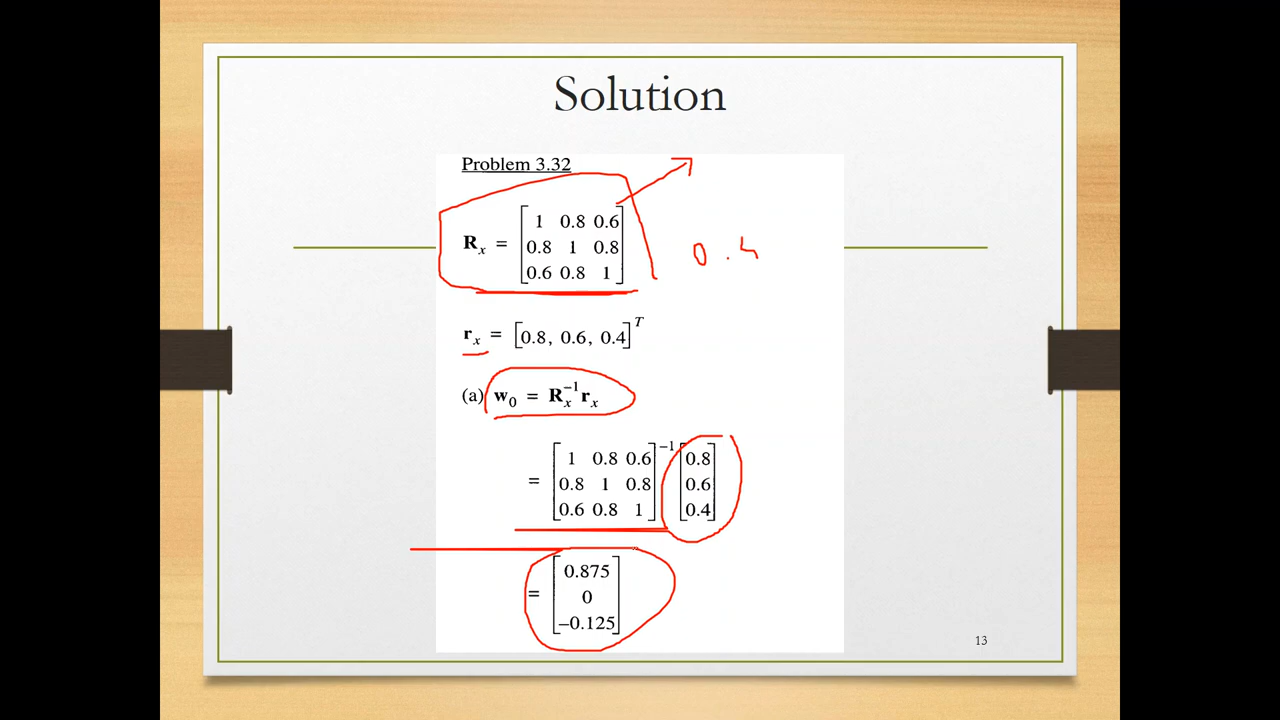 Solution
Problem 3.32
R_x = [1 0.8 0.6
0.8 1 0.8
0.6 0.8 1]
0.4
r_x = [0.8, 0.6, 0.4]^T
(a) w_0 = R_x^{-1} r_x
= [1 0.8 0.6
0.8 1 0.8
0.6 0.8 1]^{-1} [0.8
0.6
0.4]
= [0.875
0
−0.125]
13